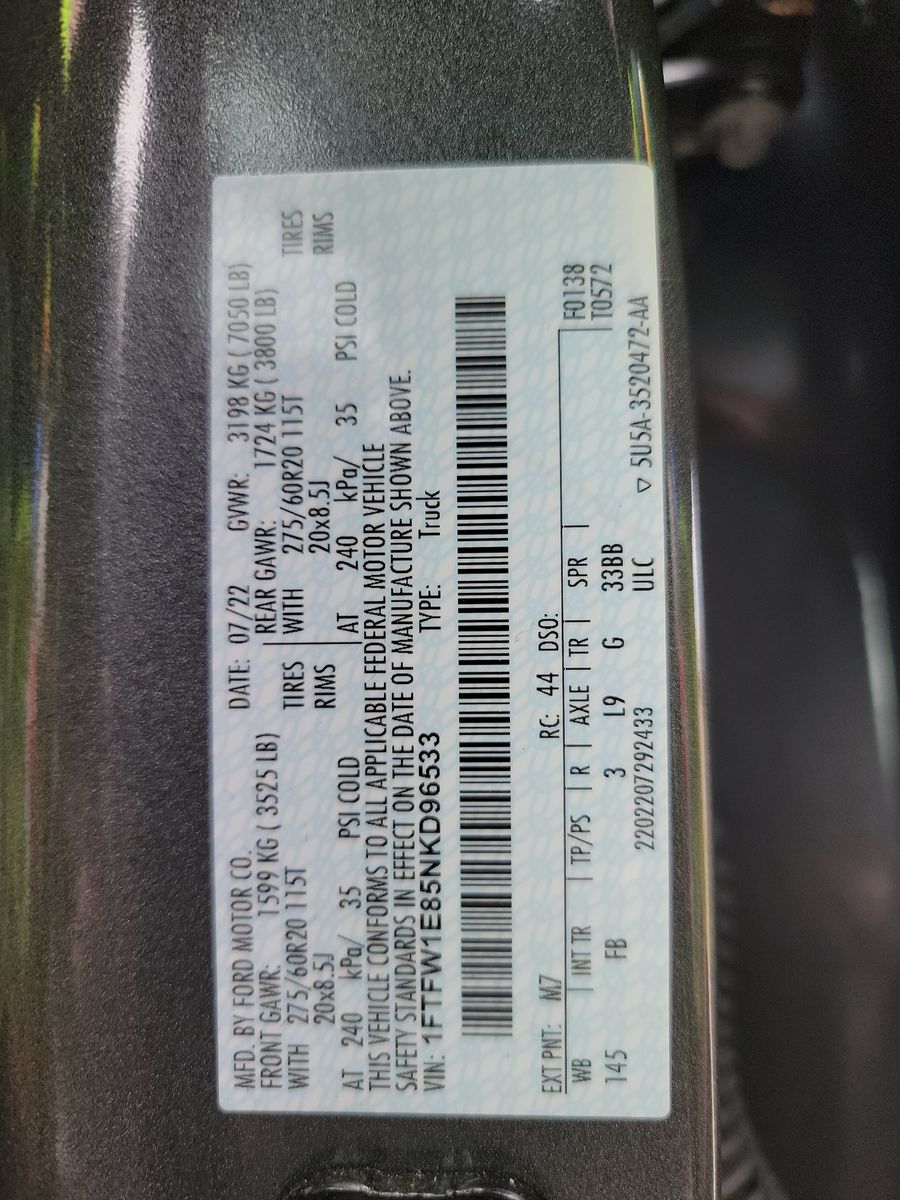 MFD. BY FORD MOTOR CO. DATE: 07/22 GVWR: 3198 KG ( 7050 LB)
FRONT GAWR: 1599 KG ( 3525 LB) REAR GAWR: 1724 KG ( 3800 LB)
WITH 275/60R20 115T TIRES WITH 275/60R20 115T TIRES
20x8.5J RIMS 20x8.5J RIMS
AT 240 kPa/ 35 PSI COLD AT 240 kPa/ 35 PSI COLD
THIS VEHICLE CONFORMS TO ALL APPLICABLE FEDERAL MOTOR VEHICLE
SAFETY STANDARDS IN EFFECT ON THE DATE OF MANUFACTURE SHOWN ABOVE.
VIN: 1FTFW1E85NKD96533 TYPE: Truck
EXT PNT: M7 RC: 44 DSO:
WB INT TR TP/PS R AXLE TR SPR F0138
145 FB 3 L9 G 33BB T0572
2202207292433 ULC ▽ 5U5A-3520472-AA